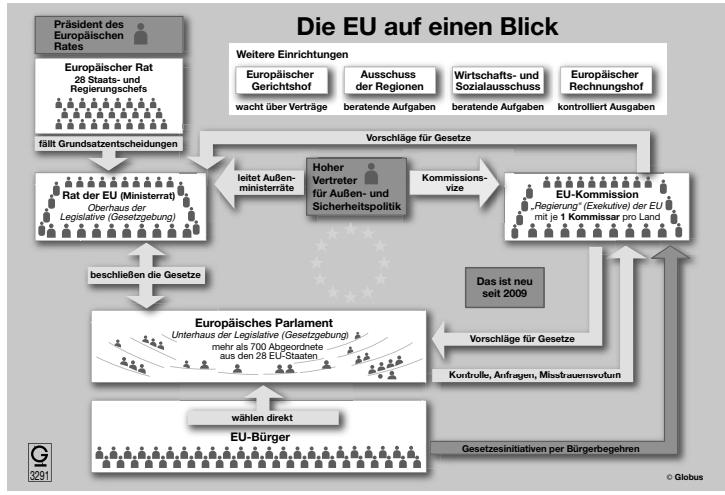 Die EU auf einen Blick
Präsident des
Europäischen
Rates
Europäischer Rat
28 Staats- und
Regierungschefs
fällt Grundsatzentscheidungen
Weitere Einrichtungen
Europäischer
Gerichtshof
wacht über Verträge
Ausschuss
der Regionen
beratende Aufgaben
Wirtschafts- und
Sozialausschuss
beratende Aufgaben
Europäischer
Rechnungshof
kontrolliert Ausgaben
Vorschläge für Gesetze
Rat der EU (Ministerrat)
Oberhaus der
Legislative (Gesetzgebung)
leitet Außen-
ministerräte
Hoher
Vertreter
für Außen- und
Sicherheitspolitik
Kommissions-
vize
EU-Kommission
„Regierung“ (Exekutive) der EU
mit je 1 Kommissar pro Land
beschließen die Gesetze
Das ist neu
seit 2009
Europäisches Parlament
Unterhaus der Legislative (Gesetzgebung)
mehr als 700 Abgeordnete
aus den 28 EU-Staaten
Vorschläge für Gesetze
Kontrolle, Anfragen, Misstrauensvotum
wählen direkt
EU-Bürger
Gesetzesinitiativen per Bürgerbegehren
G
3291
© Globus